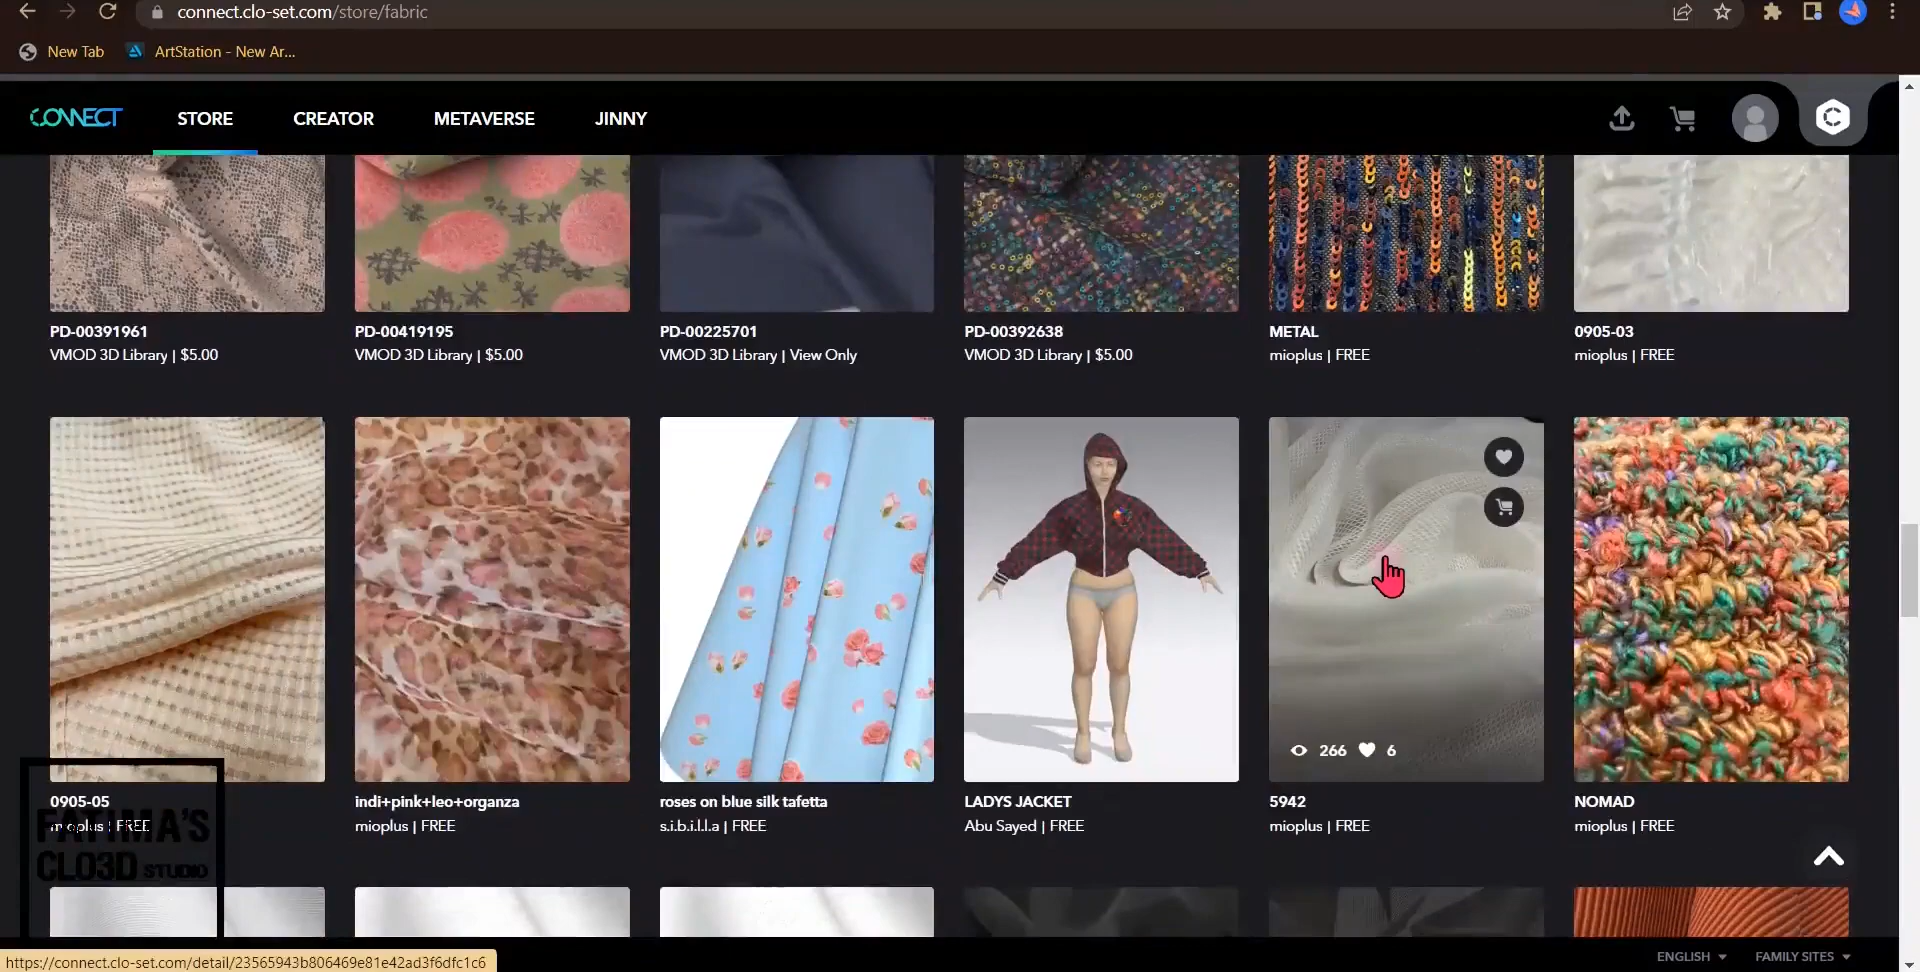 connect.clo-set.com/store/fabric
New Tab
ArtStation - New Ar...
CONNECT
STORE
CREATOR
METAVERSE
JINNY
PD-00391961
VMOD 3D Library | $5.00
PD-00419195
VMOD 3D Library | $5.00
PD-00225701
VMOD 3D Library | View Only
PD-00392638
VMOD 3D Library | $5.00
METAL
mioplus | FREE
0905-03
mioplus | FREE
266
6
0905-05
mioplus | FREE
indi+pink+leo+organza
mioplus | FREE
roses on blue silk tafetta
s.i.b.i.l.l.a | FREE
LADYS JACKET
Abu Sayed | FREE
5942
mioplus | FREE
NOMAD
mioplus | FREE
FATIMA'S
CLO3D STUDIO
https://connect.clo-set.com/detail/23565943b806469e81e42ad3f6dfc1c6
ENGLISH
FAMILY SITES